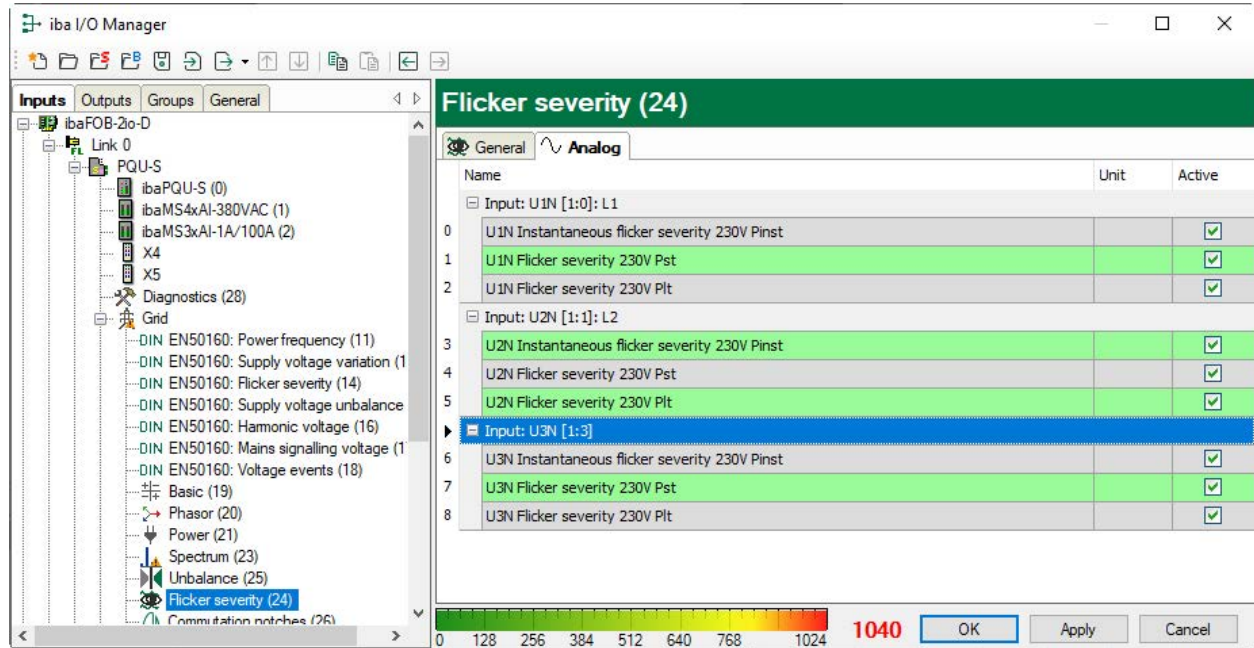 iba I/O Manager
Inputs Outputs Groups General
ibaFOB-2io-D
Link 0
PQU-S
ibaPQU-S (0)
ibaMS4xAI-380VAC (1)
ibaMS3xAI-1A/100A (2)
X4
X5
Diagnostics (28)
Grid
DIN EN50160: Power frequency (11)
DIN EN50160: Supply voltage variation (1
DIN EN50160: Flicker severity (14)
DIN EN50160: Supply voltage unbalance
DIN EN50160: Harmonic voltage (16)
DIN EN50160: Mains signalling voltage (1
DIN EN50160: Voltage events (18)
Basic (19)
Phasor (20)
Power (21)
Spectrum (23)
Unbalance (25)
Flicker severity (24)
Commutation notches (26)
Flicker severity (24)
General Analog
Name Unit Active
Input: U1N [1:0]: L1
0 U1N Instantaneous flicker severity 230V Pinst
1 U1N Flicker severity 230V Pst
2 U1N Flicker severity 230V Plt
Input: U2N [1:1]: L2
3 U2N Instantaneous flicker severity 230V Pinst
4 U2N Flicker severity 230V Pst
5 U2N Flicker severity 230V Plt
Input: U3N [1:3]
6 U3N Instantaneous flicker severity 230V Pinst
7 U3N Flicker severity 230V Pst
8 U3N Flicker severity 230V Plt
0 128 256 384 512 640 768 1024 1040 OK Apply Cancel